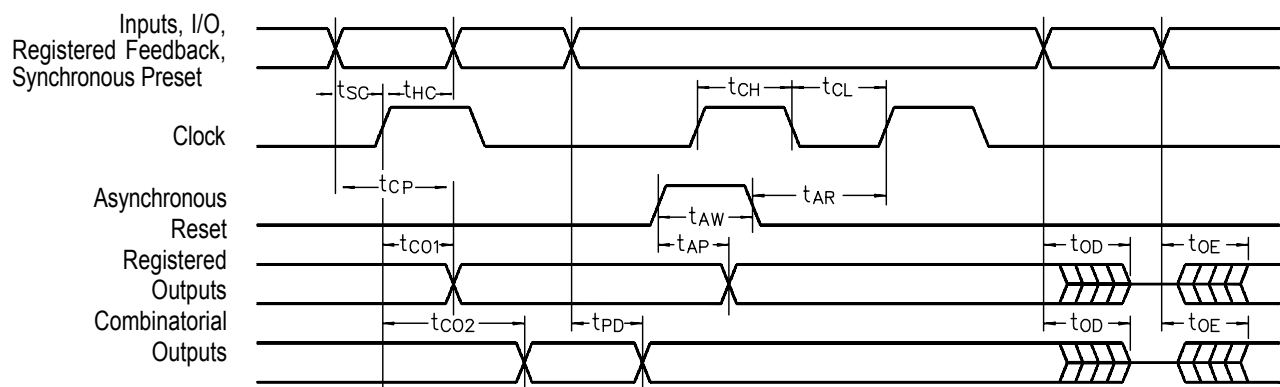 Inputs, I/O,
Registered Feedback,
Synchronous Preset
tSC
tHC
tCH
tCL
Clock
tCP
Asynchronous
Reset
tAR
tAW
tCO1
tAP
tOD
tOE
Registered
Outputs
Combinatorial
tCO2
tPD
tOD
tOE
Outputs